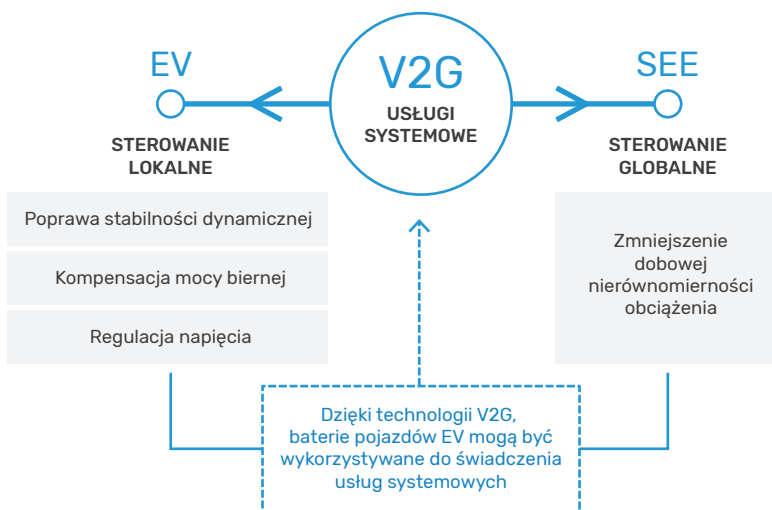 EV
V2G
SEE
USŁUGI
SYSTEMOWE
STEROWANIE
LOKALNE
STEROWANIE
GLOBALNE
Poprawa stabilności dynamicznej
Kompensacja mocy biernej
Regulacja napięcia
Zmniejszenie
dobowej
nierównomierności
obciążenia
Dzięki technologii V2G,
baterie pojazdów EV mogą być
wykorzystywane do świadczenia
usług systemowych